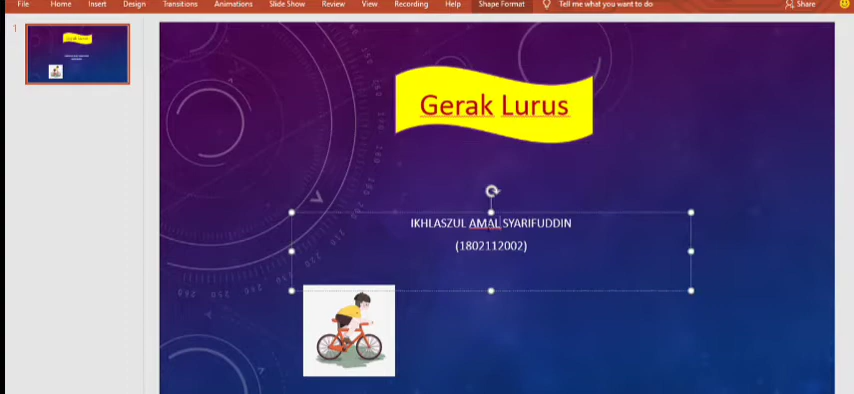 File Home Insert Design Transitions Animations Slide Show Review View Recording Help Shape Format Tell me what you want to do Share
1
Gerak Lurus
IKHLASZUL AMAL SYARIFUDDIN
(1802112002)